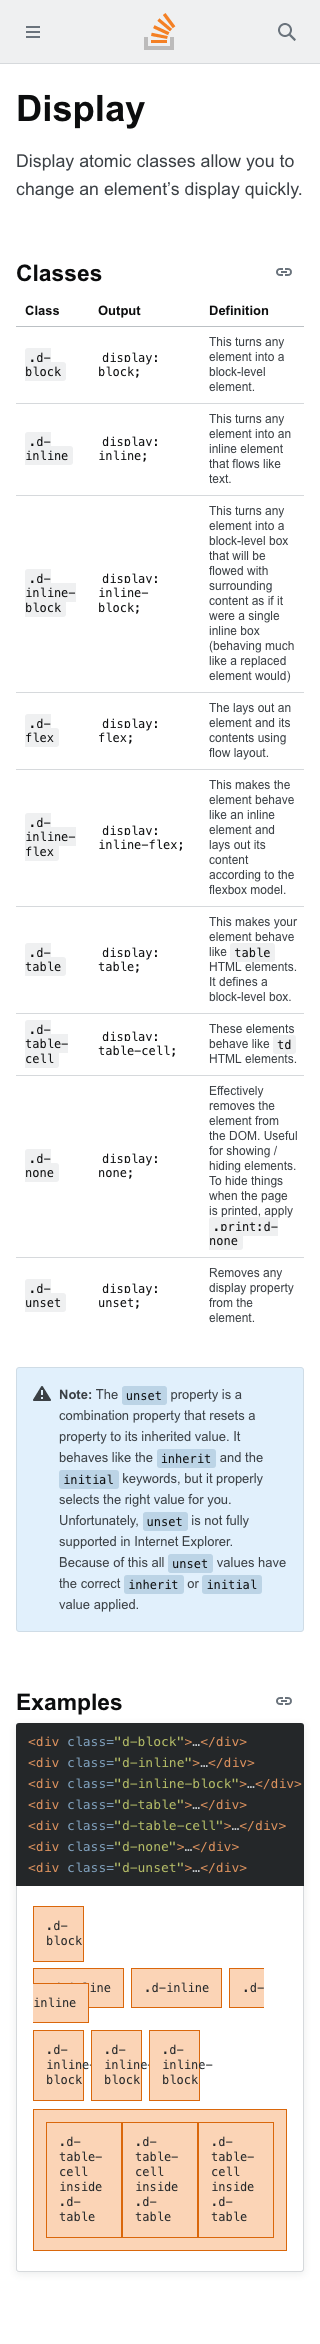 Display
Display atomic classes allow you to
change an element’s display quickly.
Classes
Class Output Definition
.d-
block
display:
block;
This turns any
element into a
block-level
element.
.d-
inline
display:
inline;
This turns any
element into an
inline element
that flows like
text.
.d-
inline-
block
display:
inline-
block;
This turns any
element into a
block-level box
that will be
flowed with
surrounding
content as if it
were a single
inline box
(behaving much
like a replaced
element would)
.d-
flex
display:
flex;
The lays out an
element and its
contents using
flow layout.
.d-
inline-
flex
display:
inline-flex;
This makes the
element behave
like an inline
element and
lays out its
content
according to the
flexbox model.
.d-
table
display:
table;
This makes your
element behave
like table
HTML elements.
It defines a
block-level box.
.d-
table-
cell
display:
table-cell;
These elements
behave like td
HTML elements.
.d-
none
display:
none;
Effectively
removes the
element from
the DOM. Useful
for showing /
hiding elements.
To hide things
when the page
is printed, apply
.print:d-
none
.d-
unset
display:
unset;
Removes any
display property
from the
element.
Note: The unset property is a
combination property that resets a
property to its inherited value. It
behaves like the inherit and the
initial keywords, but it properly
selects the right value for you.
Unfortunately, unset is not fully
supported in Internet Explorer.
Because of this all unset values have
the correct inherit or initial
value applied.
Examples
<div class="d-block">…</div>
<div class="d-inline">…</div>
<div class="d-inline-block">…</div>
<div class="d-table">…</div>
<div class="d-table-cell">…</div>
<div class="d-none">…</div>
<div class="d-unset">…</div>
.d-
block
.d-inline .d-
inline
.d-
inline-
block
.d-
inline-
block
.d-
inline-
block
.d-
table-
cell
inside
.d-
table
.d-
table-
cell
inside
.d-
table
.d-
table-
cell
inside
.d-
table